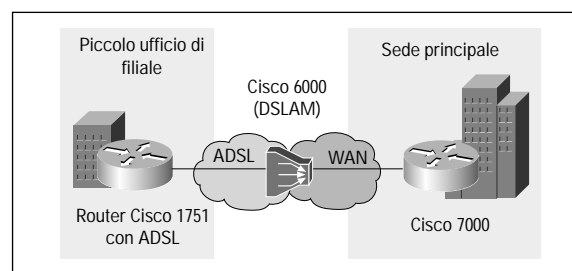 Piccolo ufficio di
filiale
Sede principale
Cisco 6000
(DSLAM)
ADSL
WAN
Router Cisco 1751
con ADSL
Cisco 7000